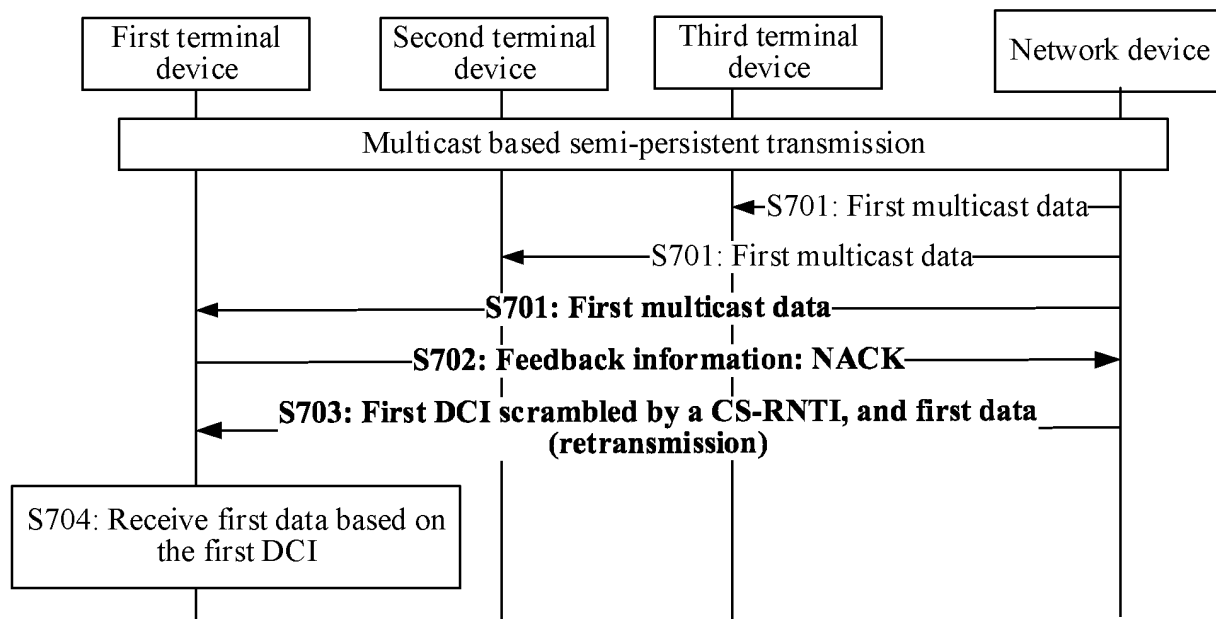 First terminal
device
Second terminal
device
Third terminal
device
Network device
Multicast based semi-persistent transmission
S701: First multicast data
S701: First multicast data
S701: First multicast data
S702: Feedback information: NACK
S703: First DCI scrambled by a CS-RNTI, and first data
(retransmission)
S704: Receive first data based on
the first DCI